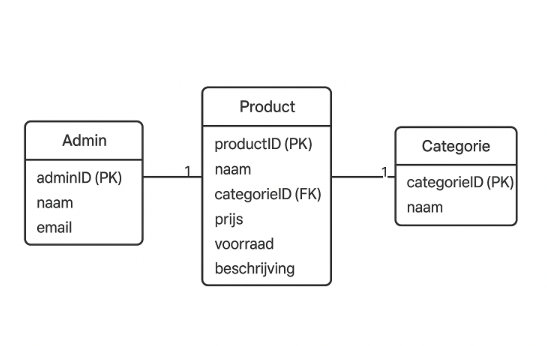 Admin
adminID (PK)
naam
email
1
Product
productID (PK)
naam
categorieID (FK)
prijs
voorraad
beschrijving
1
Categorie
categorieID (PK)
naam